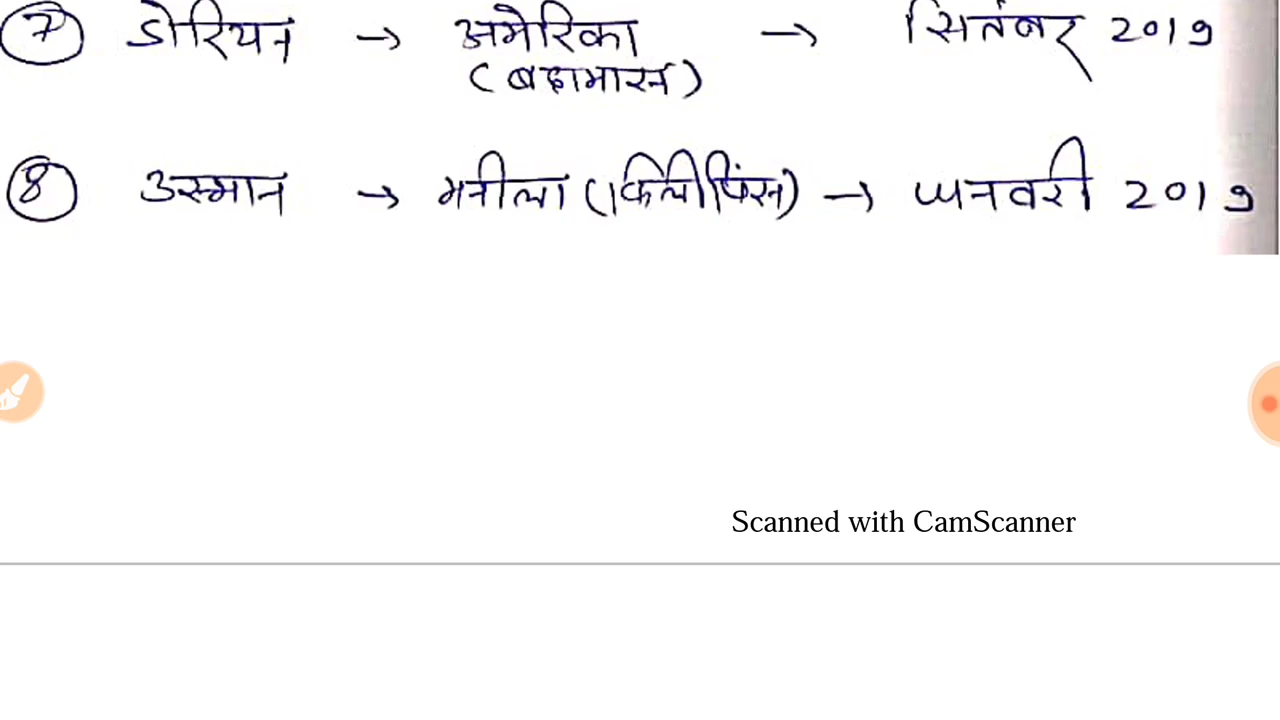 ⑦ डोरियन → अमेरिका → सितंबर 2019
(बहामास)
⑧ उस्मान → मनीला (फिलीपिंस) → जनवरी 2019
Scanned with CamScanner